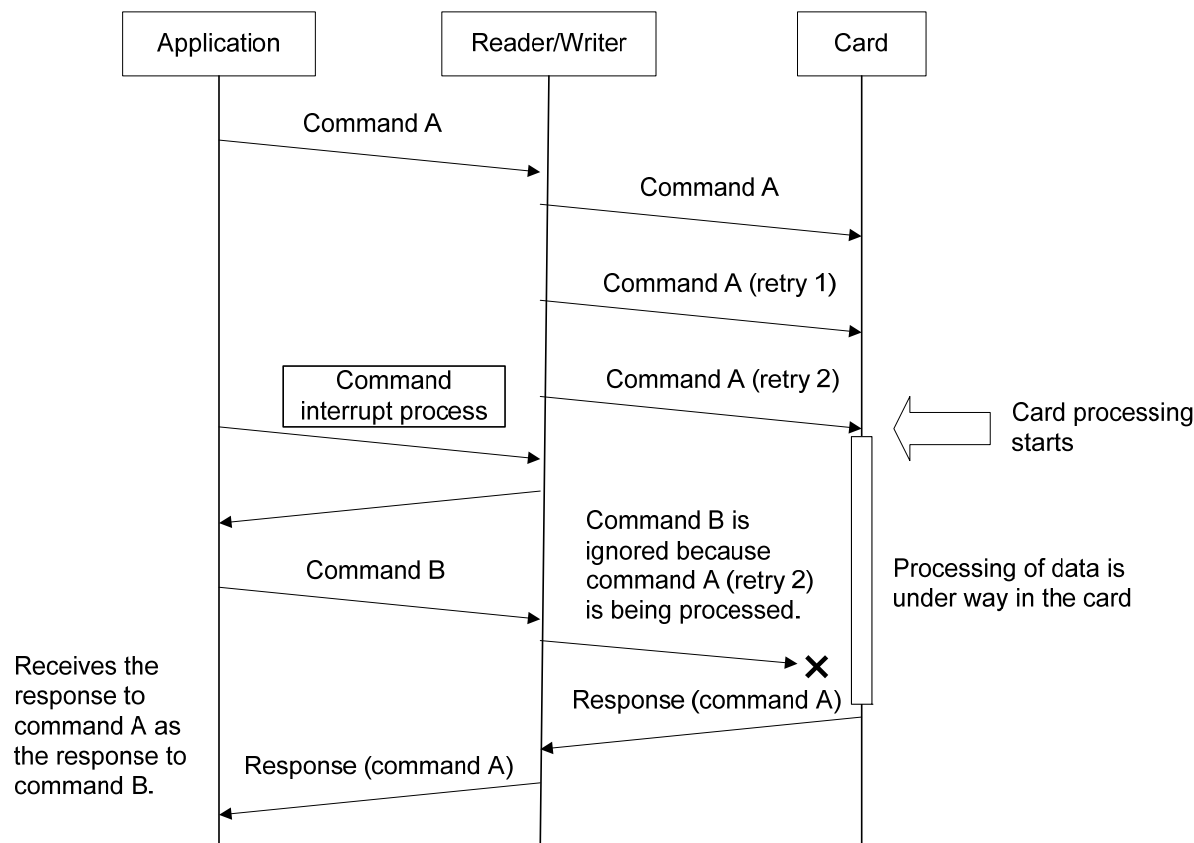 Application
Reader/Writer
Card
Command A
Command A
Command A (retry 1)
Command
interrupt process
Command A (retry 2)
Card processing
starts
Command B is
ignored because
command A (retry 2)
is being processed.
Command B
Processing of data is
under way in the card
Receives the
response to
command A as
the response to
command B.
Response (command A)
Response (command A)